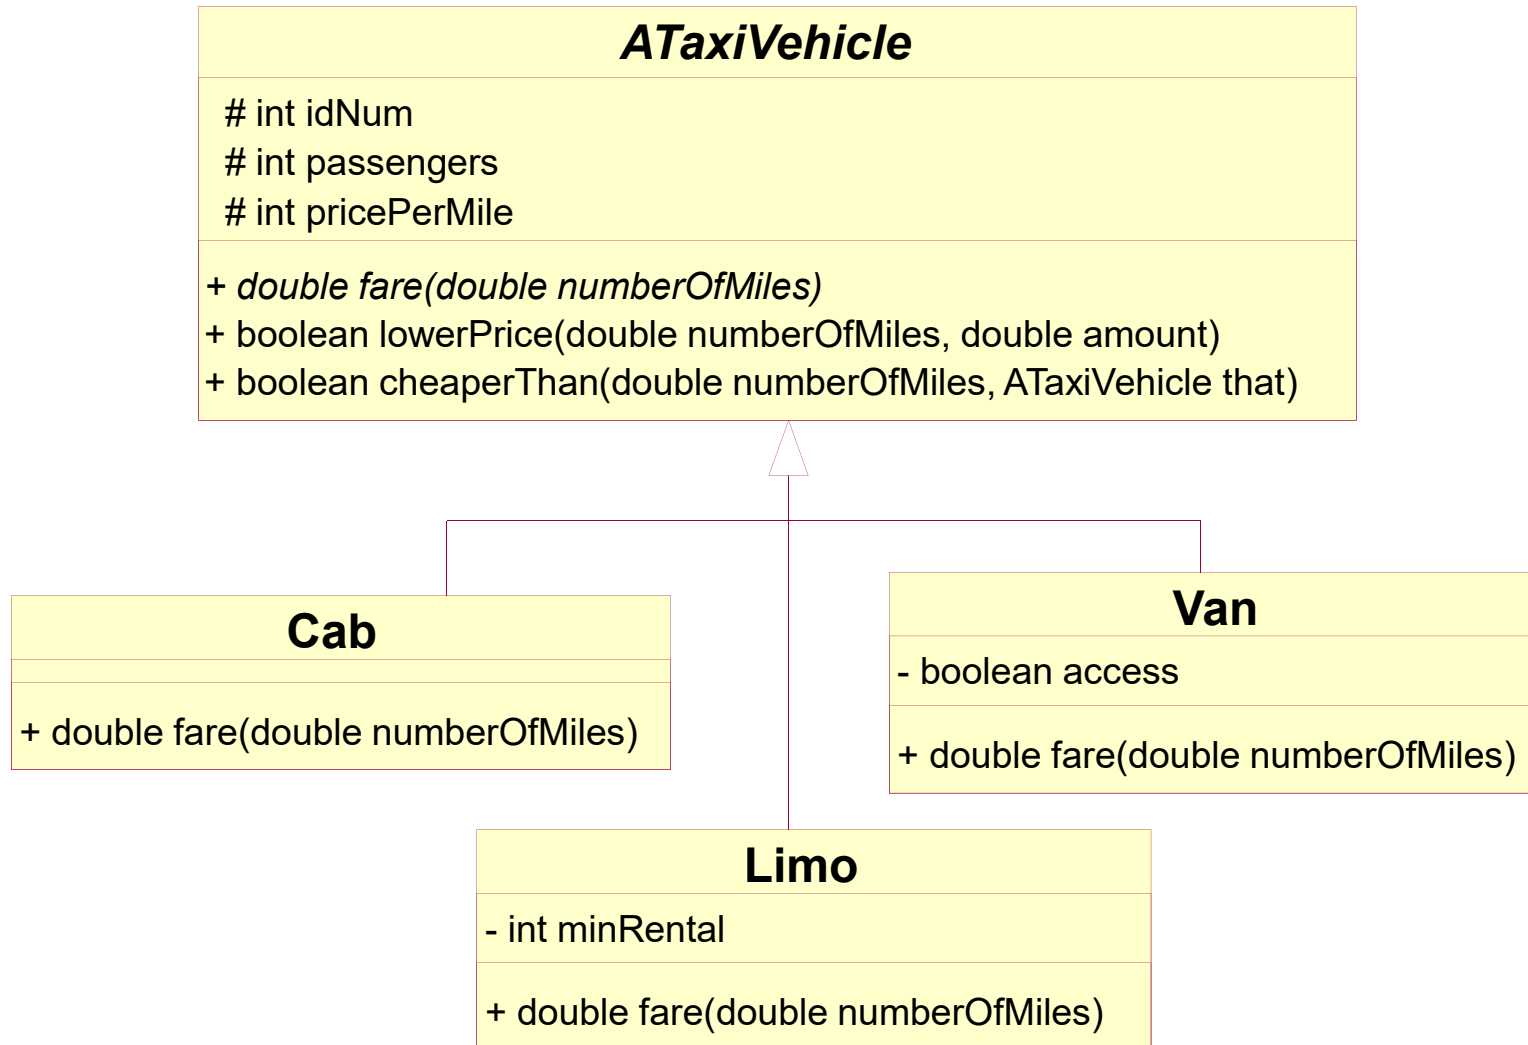 ATaxiVehicle
# int idNum
# int passengers
# int pricePerMile
+ double fare(double numberOfMiles)
+ boolean lowerPrice(double numberOfMiles, double amount)
+ boolean cheaperThan(double numberOfMiles, ATaxiVehicle that)
Cab
+ double fare(double numberOfMiles)
Van
- boolean access
+ double fare(double numberOfMiles)
Limo
- int minRental
+ double fare(double numberOfMiles)